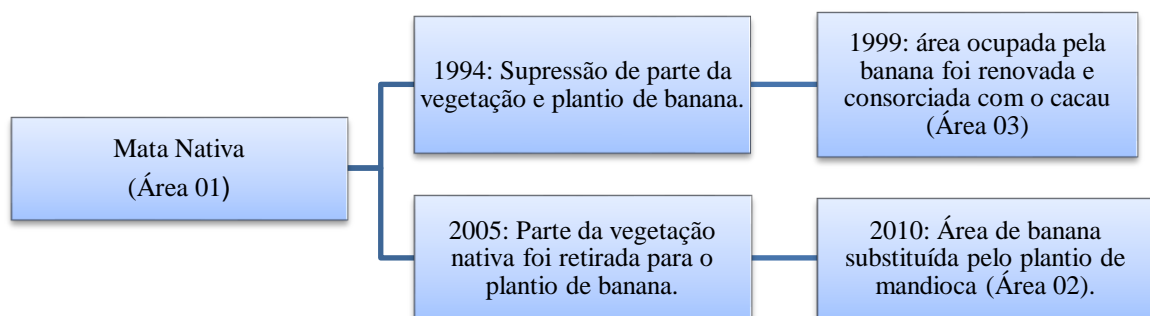 Mata Nativa
(Área 01)
1994: Supressão de parte da
vegetação e plantio de banana.
1999: área ocupada pela
banana foi renovada e
consorciada com o cacau
(Área 03)
2005: Parte da vegetação
nativa foi retirada para o
plantio de banana.
2010: Área de banana
substituída pelo plantio de
mandioca (Área 02).